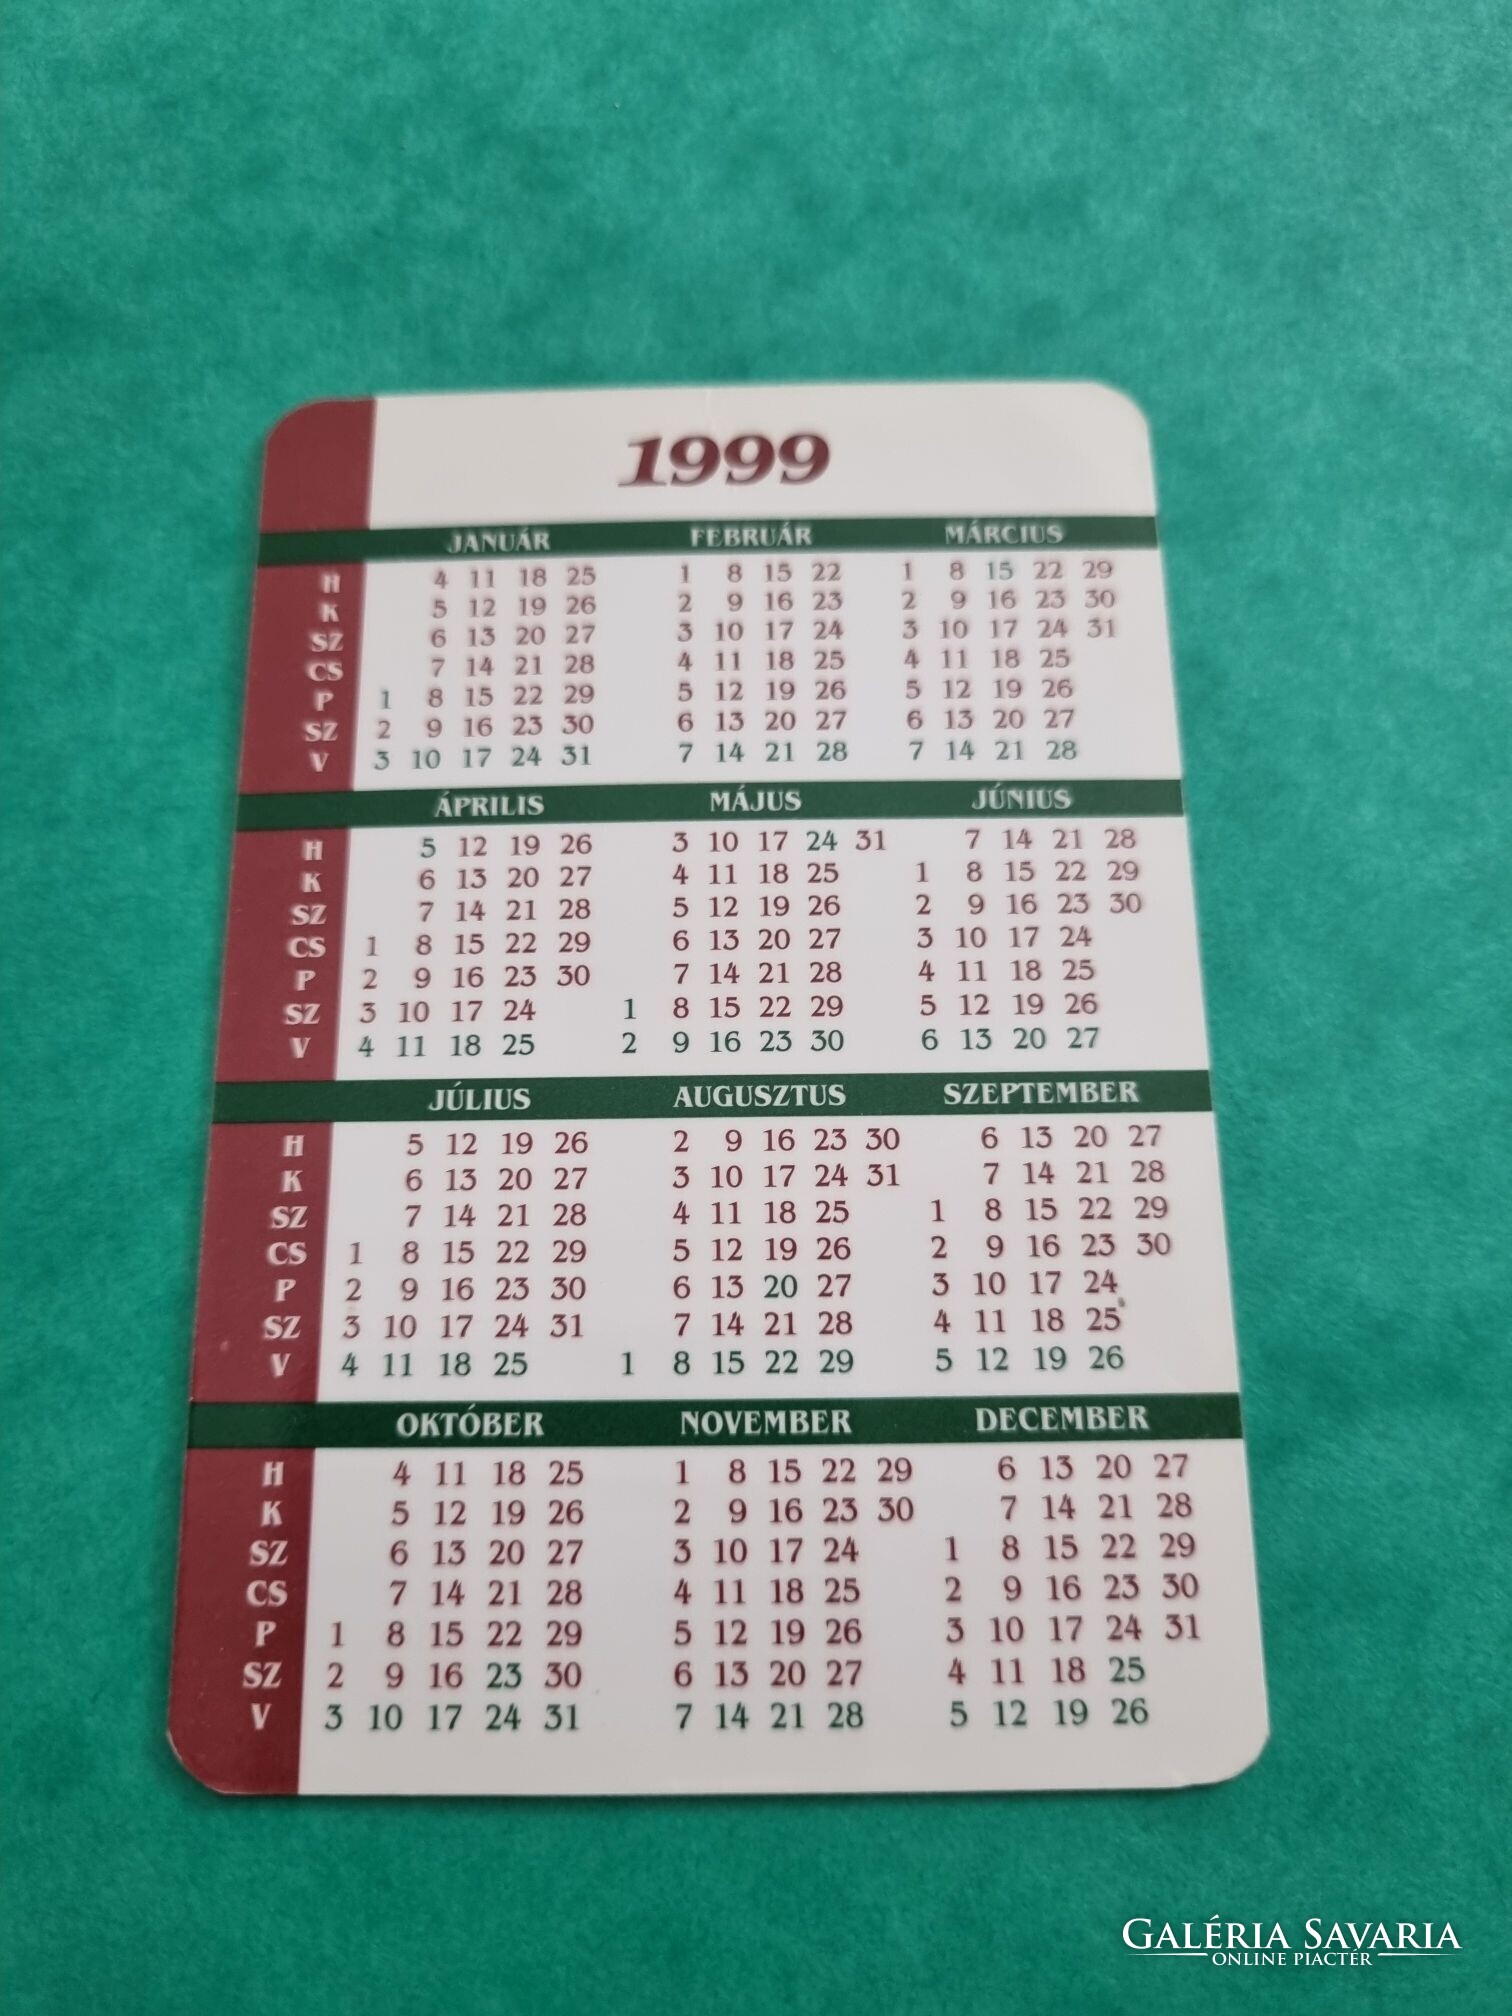 1999
JANUÁR FEBRUÁR MÁRCIUS
H 4 11 18 25 1 8 15 22 1 8 15 22 29
K 5 12 19 26 2 9 16 23 2 9 16 23 30
SZ 6 13 20 27 3 10 17 24 3 10 17 24 31
CS 7 14 21 28 4 11 18 25 4 11 18 25
P 1 8 15 22 29 5 12 19 26 5 12 19 26
SZ 2 9 16 23 30 6 13 20 27 6 13 20 27
V 3 10 17 24 31 7 14 21 28 7 14 21 28
ÁPRILIS MÁJUS JÚNIUS
H 5 12 19 26 3 10 17 24 31 7 14 21 28
K 6 13 20 27 4 11 18 25 1 8 15 22 29
SZ 7 14 21 28 5 12 19 26 2 9 16 23 30
CS 1 8 15 22 29 6 13 20 27 3 10 17 24
P 2 9 16 23 30 7 14 21 28 4 11 18 25
SZ 3 10 17 24 1 8 15 22 29 5 12 19 26
V 4 11 18 25 2 9 16 23 30 6 13 20 27
JÚLIUS AUGUSZTUS SZEPTEMBER
H 5 12 19 26 2 9 16 23 30 6 13 20 27
K 6 13 20 27 3 10 17 24 31 7 14 21 28
SZ 7 14 21 28 4 11 18 25 1 8 15 22 29
CS 1 8 15 22 29 5 12 19 26 2 9 16 23 30
P 2 9 16 23 30 6 13 20 27 3 10 17 24
SZ 3 10 17 24 31 7 14 21 28 4 11 18 25
V 4 11 18 25 1 8 15 22 29 5 12 19 26
OKTÓBER NOVEMBER DECEMBER
H 4 11 18 25 1 8 15 22 29 6 13 20 27
K 5 12 19 26 2 9 16 23 30 7 14 21 28
SZ 6 13 20 27 3 10 17 24 1 8 15 22 29
CS 7 14 21 28 4 11 18 25 2 9 16 23 30
P 1 8 15 22 29 5 12 19 26 3 10 17 24 31
SZ 2 9 16 23 30 6 13 20 27 4 11 18 25
V 3 10 17 24 31 7 14 21 28 5 12 19 26
GALÉRIA SAVARIA
ONLINE PIACTÉR